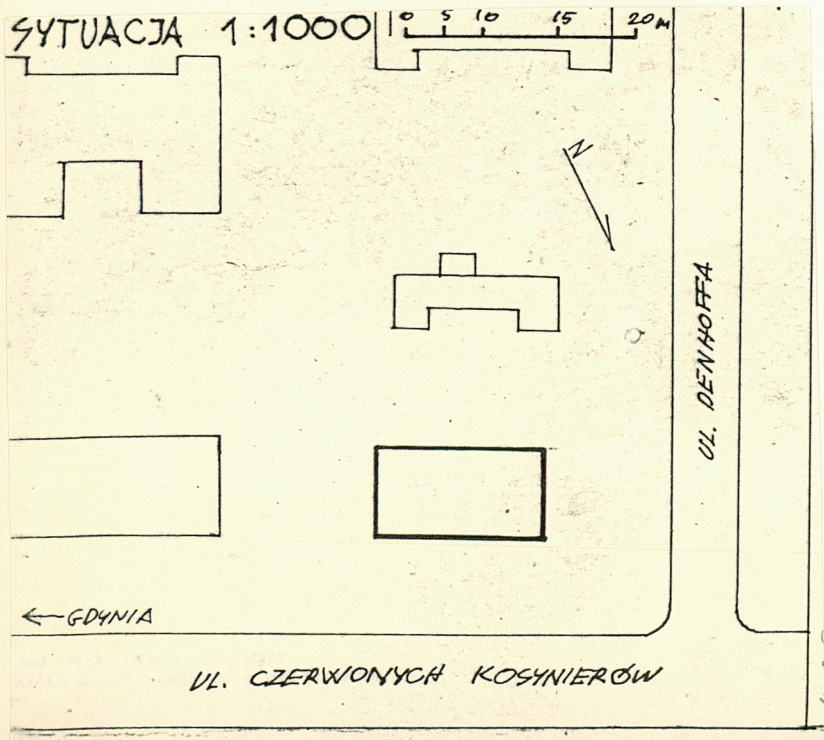 SYTUACJA 1:1000
0 5 10 15 20 M
N
UL. DENHOFFA
← GDYNIA
UL. CZERWONYCH KOSYNIERÓW